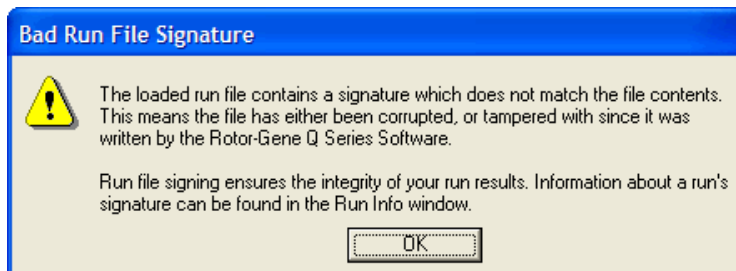 Bad Run File Signature
The loaded run file contains a signature which does not match the file contents.
This means the file has either been corrupted, or tampered with since it was
written by the Rotor-Gene Q Series Software.
Run file signing ensures the integrity of your run results. Information about a run's
signature can be found in the Run Info window.
OK